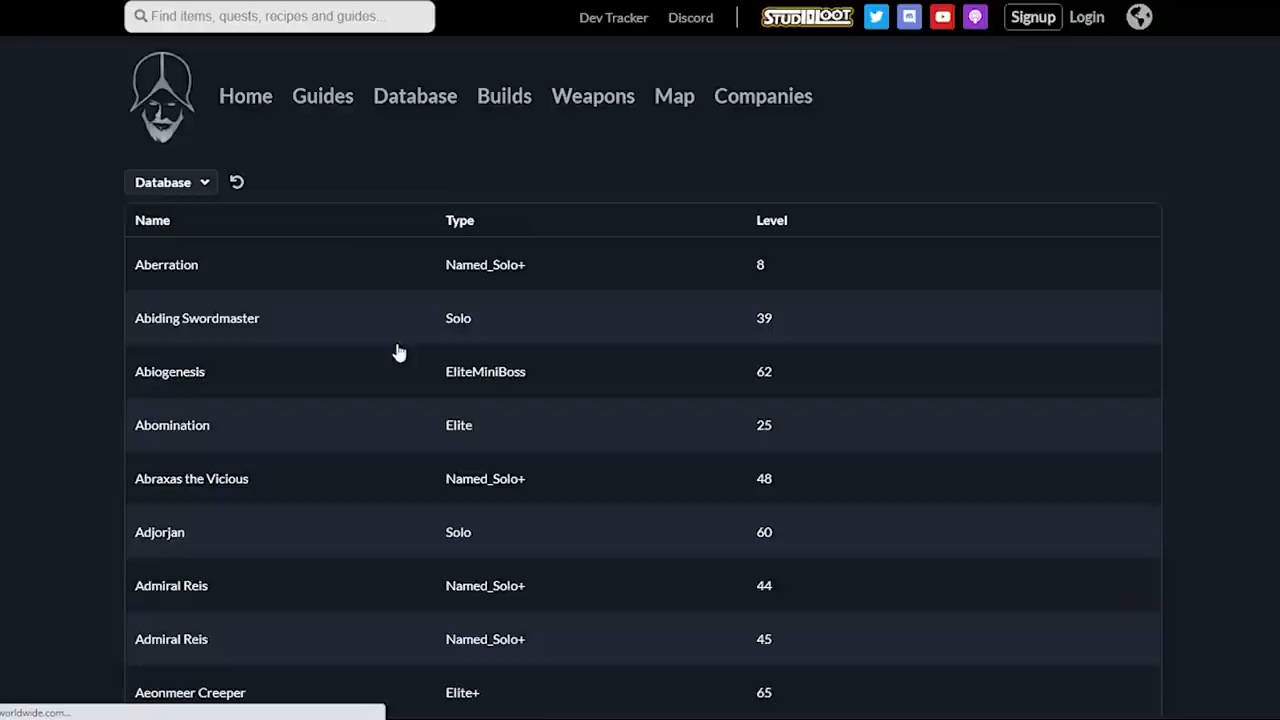 Find items, quests, recipes and guides... Dev Tracker Discord STUDIOLOOT Signup Login
Home Guides Database Builds Weapons Map Companies
Database
Name Type Level
Aberration Named_Solo+ 8
Abiding Swordmaster Solo 39
Abiogenesis EliteMiniBoss 62
Abomination Elite 25
Abraxas the Vicious Named_Solo+ 48
Adjorjan Solo 60
Admiral Reis Named_Solo+ 44
Admiral Reis Named_Solo+ 45
Aeonmeer Creeper Elite+ 65
worldwide.com...